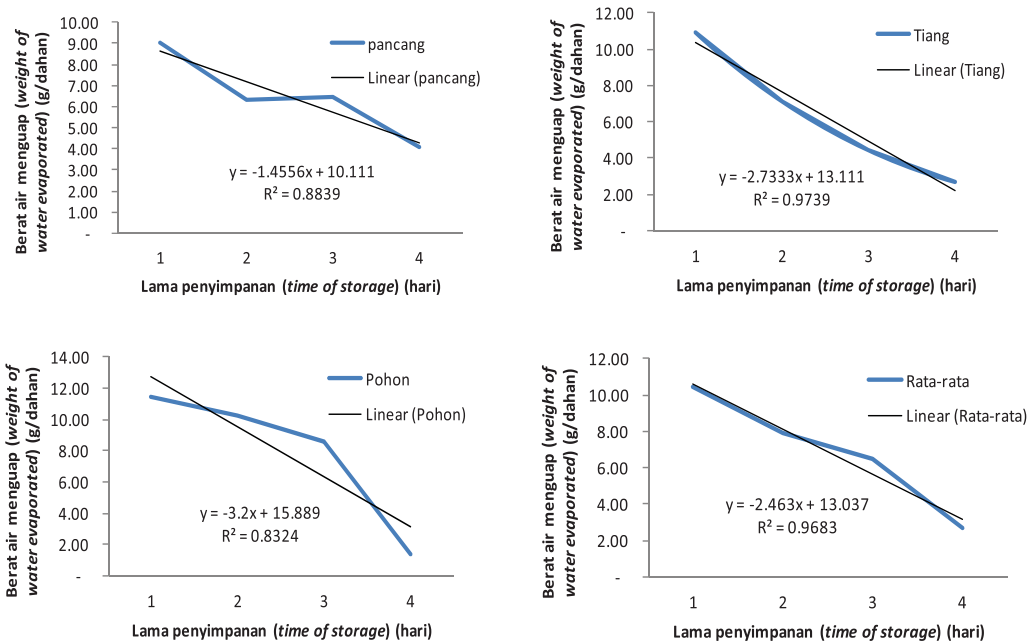 Berat air menguap (weight of
water evaporated) (g/dahan)
10.00
9.00
8.00
7.00
6.00
5.00
4.00
3.00
2.00
1.00
-
pancang
Linear (pancang)
y = -1.4556x + 10.111
R² = 0.8839
1 2 3 4
Lama penyimpanan (time of storage) (hari)
Berat air menguap (weight of
water evaporated) (g/dahan)
12.00
10.00
8.00
6.00
4.00
2.00
-
Tiang
Linear (Tiang)
y = -2.7333x + 13.111
R² = 0.9739
1 2 3 4
Lama penyimpanan (time of storage) (hari)
Berat air menguap (weight of
water evaporated) (g/dahan)
14.00
12.00
10.00
8.00
6.00
4.00
2.00
-
Pohon
Linear (Pohon)
y = -3.2x + 15.889
R² = 0.8324
1 2 3 4
Lama penyimpanan (time of storage) (hari)
Berat air menguap (weight of
water evaporated) (g/dahan)
12.00
10.00
8.00
6.00
4.00
2.00
-
Rata-rata
Linear (Rata-rata)
y = -2.463x + 13.037
R² = 0.9683
1 2 3 4
Lama penyimpanan (time of storage) (hari)